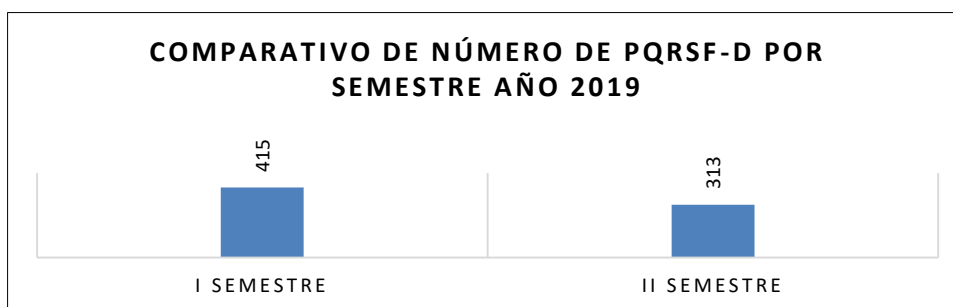 COMPARATIVO DE NÚMERO DE PQRSF-D POR
SEMESTRE AÑO 2019
415
313
I SEMESTRE
II SEMESTRE